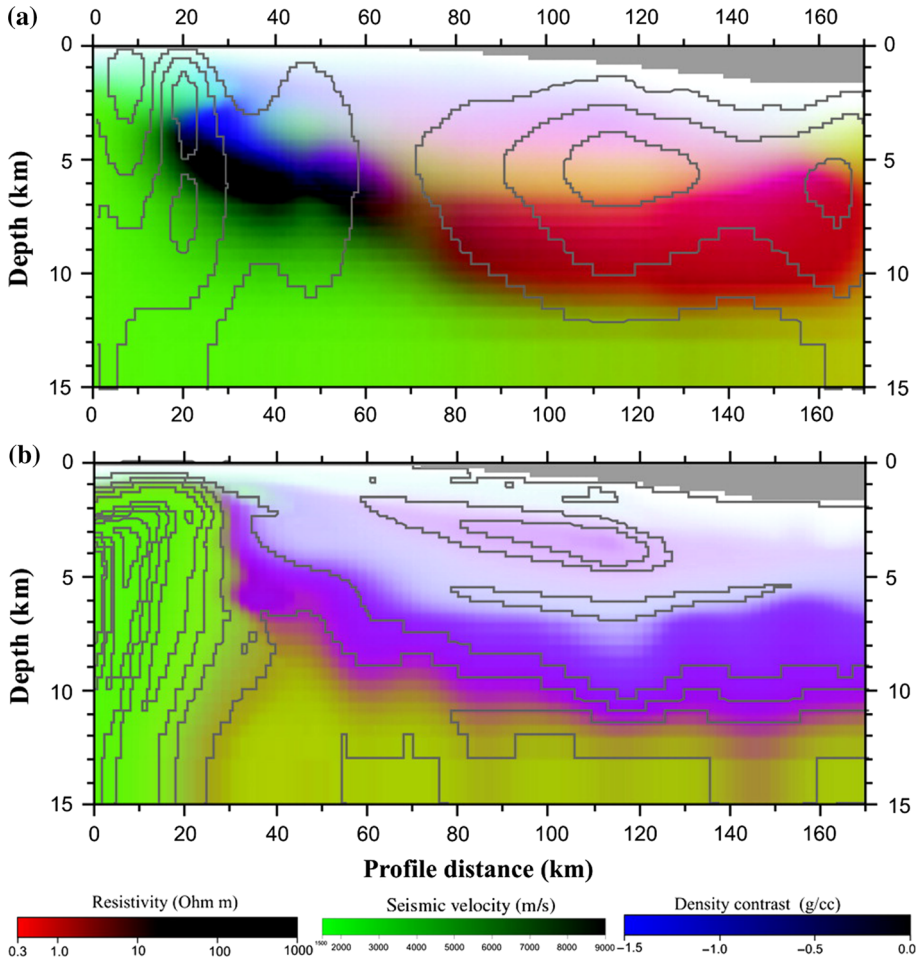 (a) 0 20 40 60 80 100 120 140 160
0 0
5 5
10 10
15 15
Depth (km)
0 20 40 60 80 100 120 140 160
(b)
0 0
5 5
10 10
15 15
Depth (km)
0 20 40 60 80 100 120 140 160
Profile distance (km)
Resistivity (Ohm m) Seismic velocity (m/s) Density contrast (g/cc)
0.3 1.0 10 100 1000 1500 2000 3000 4000 5000 6000 7000 8000 9000 −1.5 −1.0 −0.5 0.0